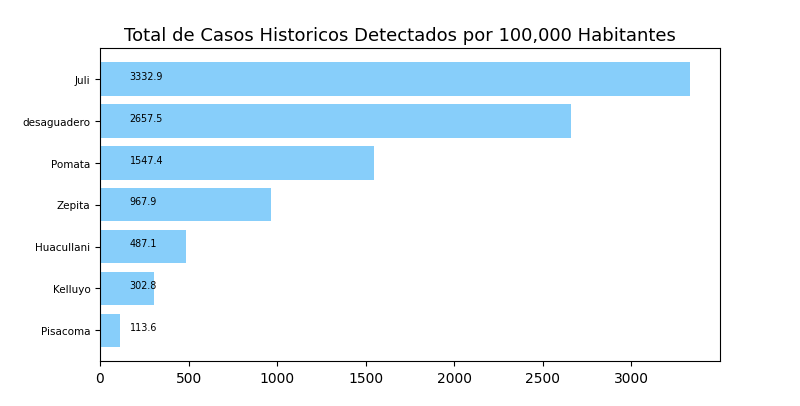 Total de Casos Historicos Detectados por 100,000 Habitantes
Juli 3332.9
desaguadero 2657.5
Pomata 1547.4
Zepita 967.9
Huacullani 487.1
Kelluyo 302.8
Pisacoma 113.6
0 500 1000 1500 2000 2500 3000